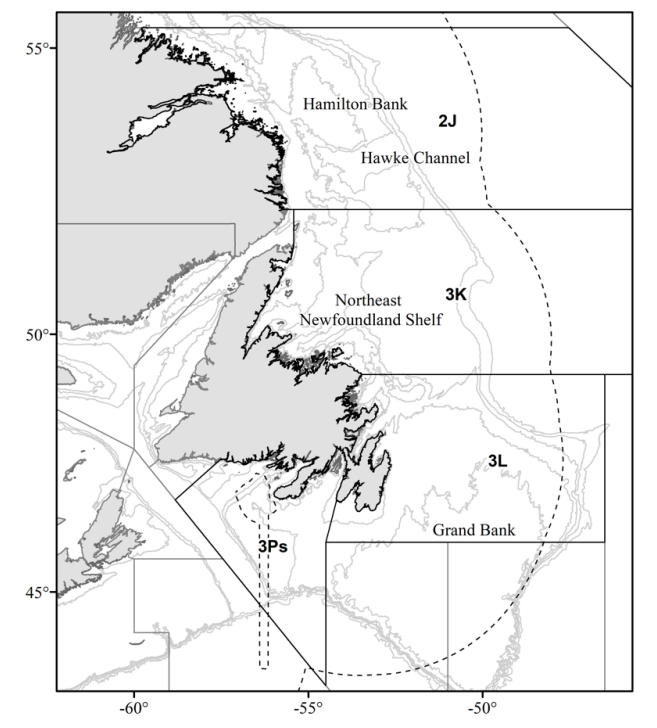 55°
Hamilton Bank
2J
Hawke Channel
3K
Northeast
Newfoundland Shelf
50°
3L
Grand Bank
3Ps
45°
-60°
-55°
-50°